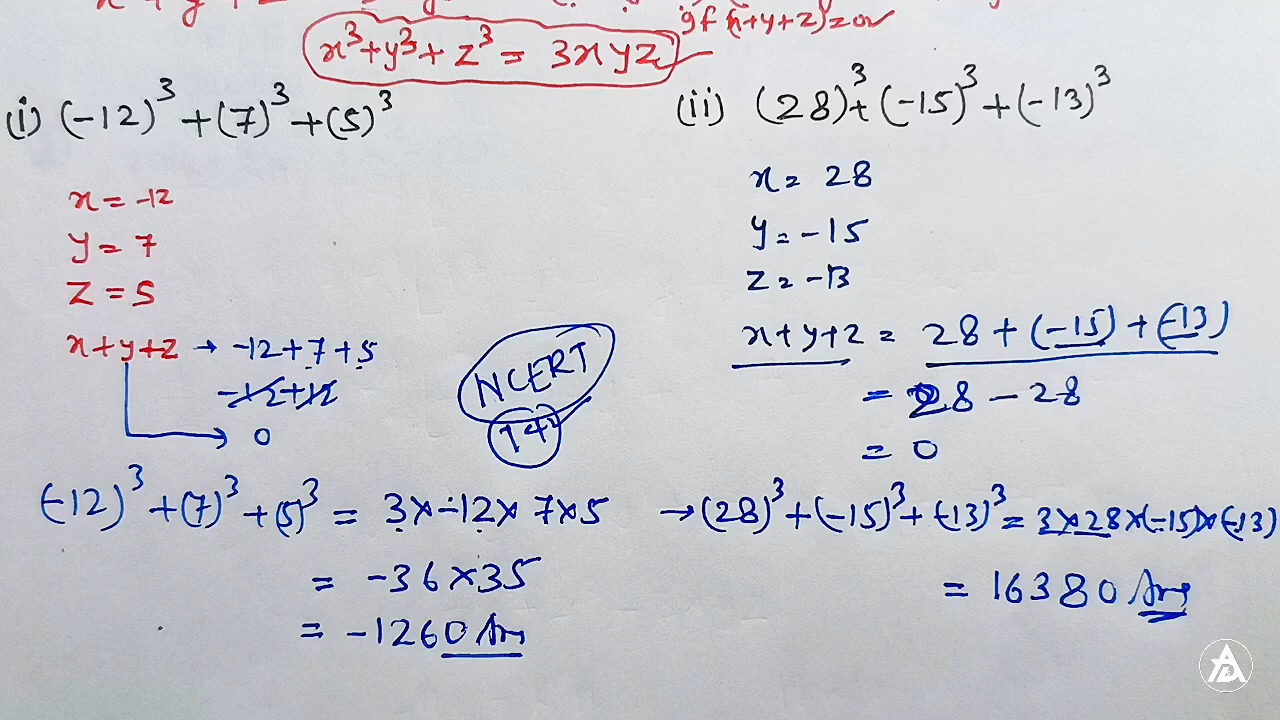 if (x+y+z)=0
x³+y³+z³ = 3xyz
(i) (-12)³ + (7)³ + (5)³
x = -12
y = 7
z = 5
x+y+z → -12+7+5
-12+12
0
(-12)³ + (7)³ + (5)³ = 3×-12×7×5
= -36×35
= -1260 Ans
NCERT
(ii) (28)³ + (-15)³ + (-13)³
x = 28
y = -15
z = -13
x+y+z = 28 + (-15) + (-13)
= 28 - 28
= 0
→ (28)³ + (-15)³ + (-13)³ = 3×28×(-15)×(-13)
= 16380 Ans